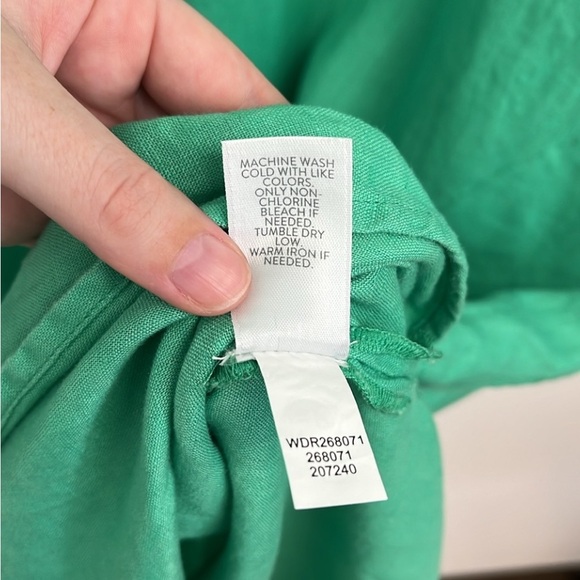 MACHINE WASH
COLD WITH LIKE
COLORS.
ONLY NON-
CHLORINE
BLEACH IF
NEEDED.
TUMBLE DRY
LOW.
WARM IRON IF
NEEDED.
WDR268071
268071
207240